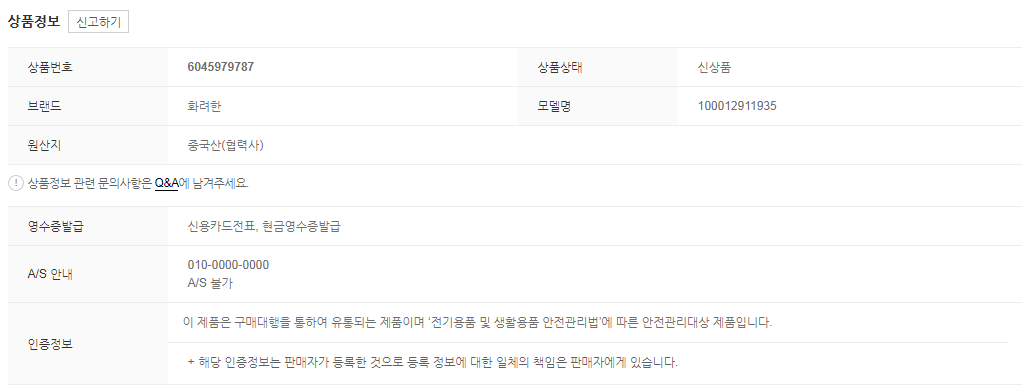 상품정보 신고하기
상품번호 6045979787 상품상태 신상품
브랜드 화려한 모델명 100012911935
원산지 중국산(협력사)
! 상품정보 관련 문의사항은 Q&A에 남겨주세요.
영수증발급 신용카드전표, 현금영수증발급
A/S 안내 010-0000-0000
A/S 불가
인증정보 이 제품은 구매대행을 통하여 유통되는 제품이며 '전기용품 및 생활용품 안전관리법'에 따른 안전관리대상 제품입니다.
+ 해당 인증정보는 판매자가 등록한 것으로 등록 정보에 대한 일체의 책임은 판매자에게 있습니다.